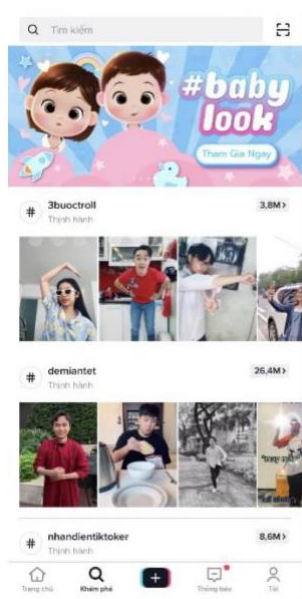 Tìm kiếm
#baby
look
Tham Gia Ngay
# 3buoctroll 3,8M>
Thịnh hành
# demiantet 26,4M>
Thịnh hành
# nhandientiktoker 8,6M>
Thịnh hành
Trang chủ Khám phá Thông báo Tôi